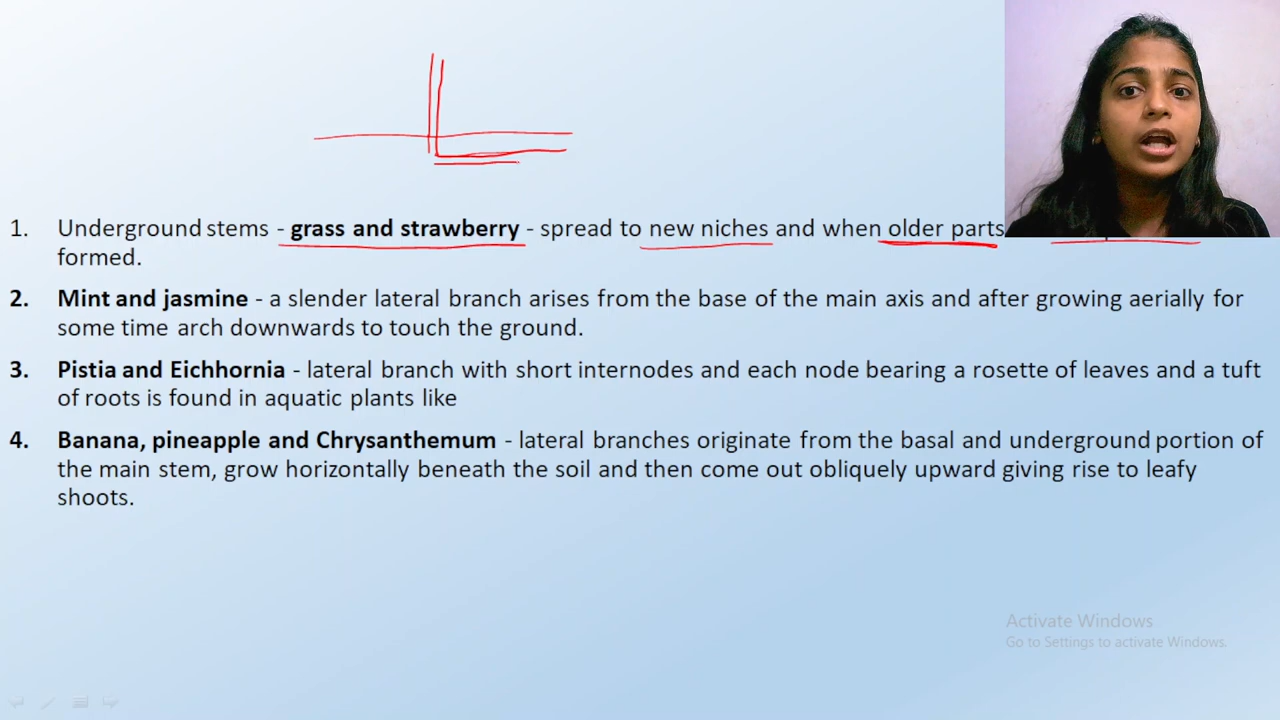 1. Underground stems - grass and strawberry - spread to new niches and when older parts
formed.
2. Mint and jasmine - a slender lateral branch arises from the base of the main axis and after growing aerially for
some time arch downwards to touch the ground.
3. Pistia and Eichhornia - lateral branch with short internodes and each node bearing a rosette of leaves and a tuft
of roots is found in aquatic plants like
4. Banana, pineapple and Chrysanthemum - lateral branches originate from the basal and underground portion of
the main stem, grow horizontally beneath the soil and then come out obliquely upward giving rise to leafy
shoots.
Activate Windows
Go to Settings to activate Windows.